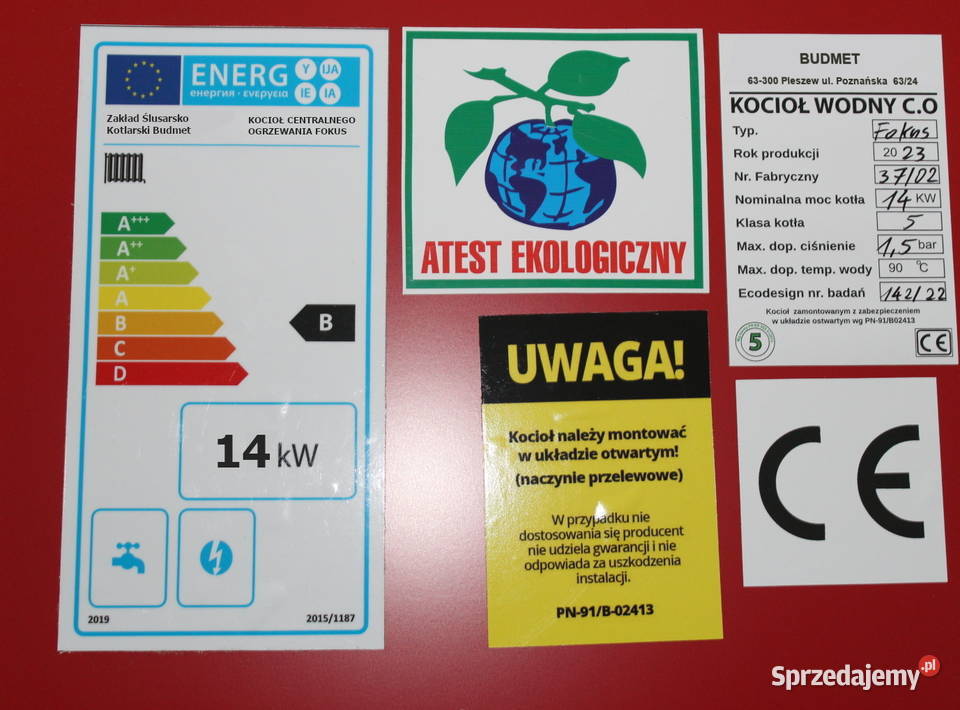 ENERG Y IJA IE IA
енергия · ενεργεια
Zakład Ślusarsko
Kotlarski Budmet
KOCIOŁ CENTRALNEGO
OGRZEWANIA FOKUS
A+++
A++
A+
A
B
C
D
B
14 kW
2019
2015/1187
ATEST EKOLOGICZNY
UWAGA!
Kocioł należy montować
w układzie otwartym!
(naczynie przelewowe)
W przypadku nie
dostosowania się producent
nie udziela gwarancji i nie
odpowiada za uszkodzenia
instalacji.
PN-91/B-02413
BUDMET
63-300 Pleszew ul. Poznańska 63/24
KOCIOŁ WODNY C.O
Typ. Fokus
Rok produkcji 2023
Nr. Fabryczny 37/02
Nominalna moc kotła 14 KW
Klasa kotła 5
Max. dop. ciśnienie 1,5 bar
Max. dop. temp. wody 90 °C
Ecodesign nr. badań 142/22
Kocioł zamontowanym z zabezpieczeniem
w układzie ostwartym wg PN-91/B02413
5
CE
CE
Sprzedajemy.pl